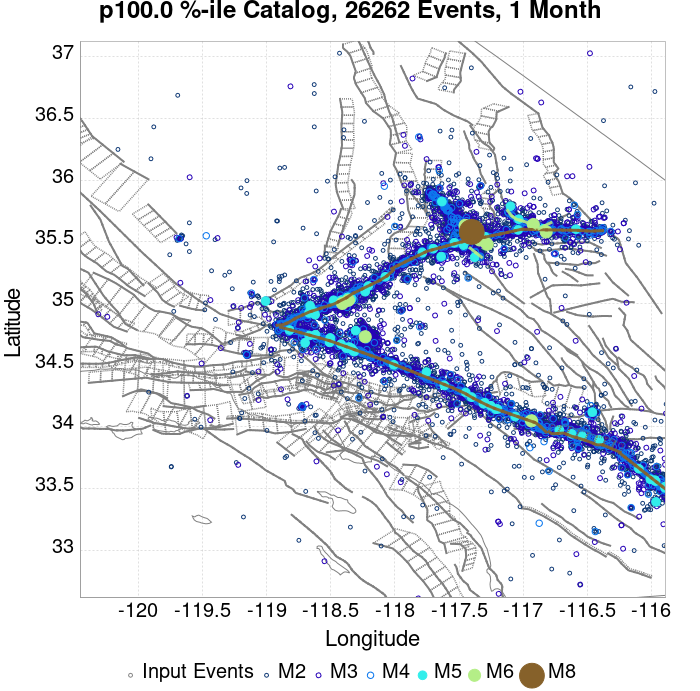 p100.0 %-ile Catalog, 26262 Events, 1 Month
37
36.5
36
35.5
35
34.5
34
33.5
33
Latitude
-120 -119.5 -119 -118.5 -118 -117.5 -117 -116.5 -116
Longitude
Input Events M2 M3 M4 M5 M6 M8